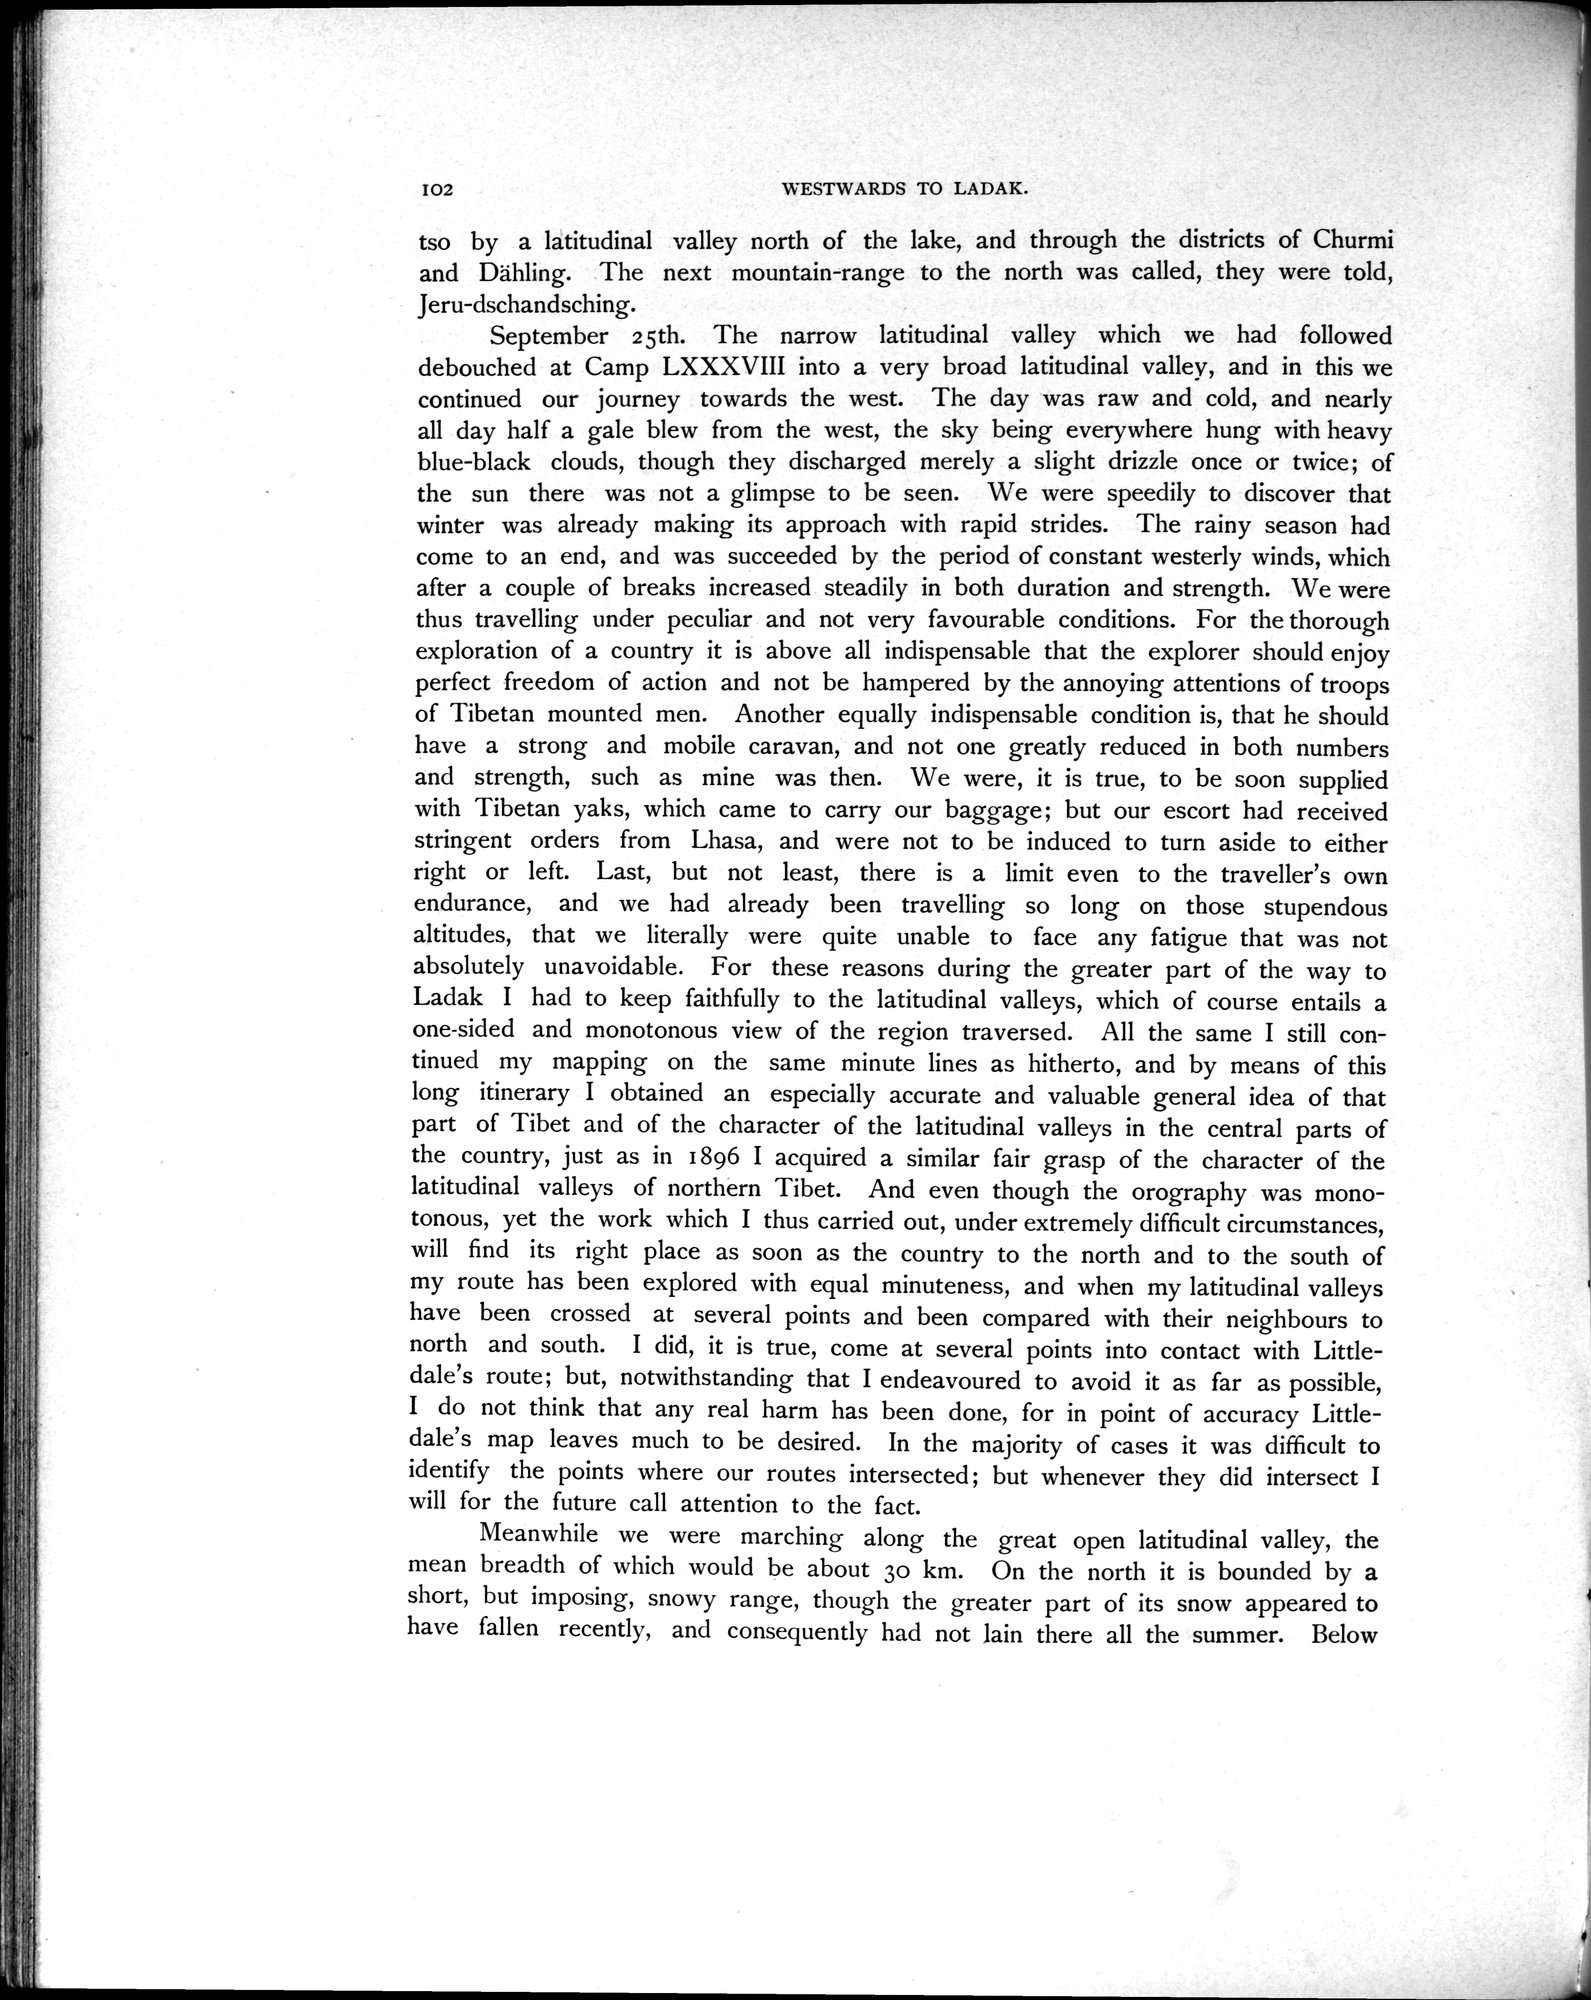 102
WESTWARDS TO LADAK.
tso by a latitudinal valley north of the lake, and through the districts of Churmi
and Dähling. The next mountain-range to the north was called, they were told,
Jeru-dschandsching.
September 25th. The narrow latitudinal valley which we had followed
debouched at Camp LXXXVIII into a very broad latitudinal valley, and in this we
continued our journey towards the west. The day was raw and cold, and nearly
all day half a gale blew from the west, the sky being everywhere hung with heavy
blue-black clouds, though they discharged merely a slight drizzle once or twice; of
the sun there was not a glimpse to be seen. We were speedily to discover that
winter was already making its approach with rapid strides. The rainy season had
come to an end, and was succeeded by the period of constant westerly winds, which
after a couple of breaks increased steadily in both duration and strength. We were
thus travelling under peculiar and not very favourable conditions. For the thorough
exploration of a country it is above all indispensable that the explorer should enjoy
perfect freedom of action and not be hampered by the annoying attentions of troops
of Tibetan mounted men. Another equally indispensable condition is, that he should
have a strong and mobile caravan, and not one greatly reduced in both numbers
and strength, such as mine was then. We were, it is true, to be soon supplied
with Tibetan yaks, which came to carry our baggage; but our escort had received
stringent orders from Lhasa, and were not to be induced to turn aside to either
right or left. Last, but not least, there is a limit even to the traveller's own
endurance, and we had already been travelling so long on those stupendous
altitudes, that we literally were quite unable to face any fatigue that was not
absolutely unavoidable. For these reasons during the greater part of the way to
Ladak I had to keep faithfully to the latitudinal valleys, which of course entails a
one-sided and monotonous view of the region traversed. All the same I still con-
tinued my mapping on the same minute lines as hitherto, and by means of this
long itinerary I obtained an especially accurate and valuable general idea of that
part of Tibet and of the character of the latitudinal valleys in the central parts of
the country, just as in 1896 I acquired a similar fair grasp of the character of the
latitudinal valleys of northern Tibet. And even though the orography was mono-
tonous, yet the work which I thus carried out, under extremely difficult circumstances,
will find its right place as soon as the country to the north and to the south of
my route has been explored with equal minuteness, and when my latitudinal valleys
have been crossed at several points and been compared with their neighbours to
north and south. I did, it is true, come at several points into contact with Little-
dale's route; but, notwithstanding that I endeavoured to avoid it as far as possible,
I do not think that any real harm has been done, for in point of accuracy Little-
dale's map leaves much to be desired. In the majority of cases it was difficult to
identify the points where our routes intersected; but whenever they did intersect I
will for the future call attention to the fact.
Meanwhile we were marching along the great open latitudinal valley, the
mean breadth of which would be about 30 km. On the north it is bounded by a
short, but imposing, snowy range, though the greater part of its snow appeared to
have fallen recently, and consequently had not lain there all the summer. Below